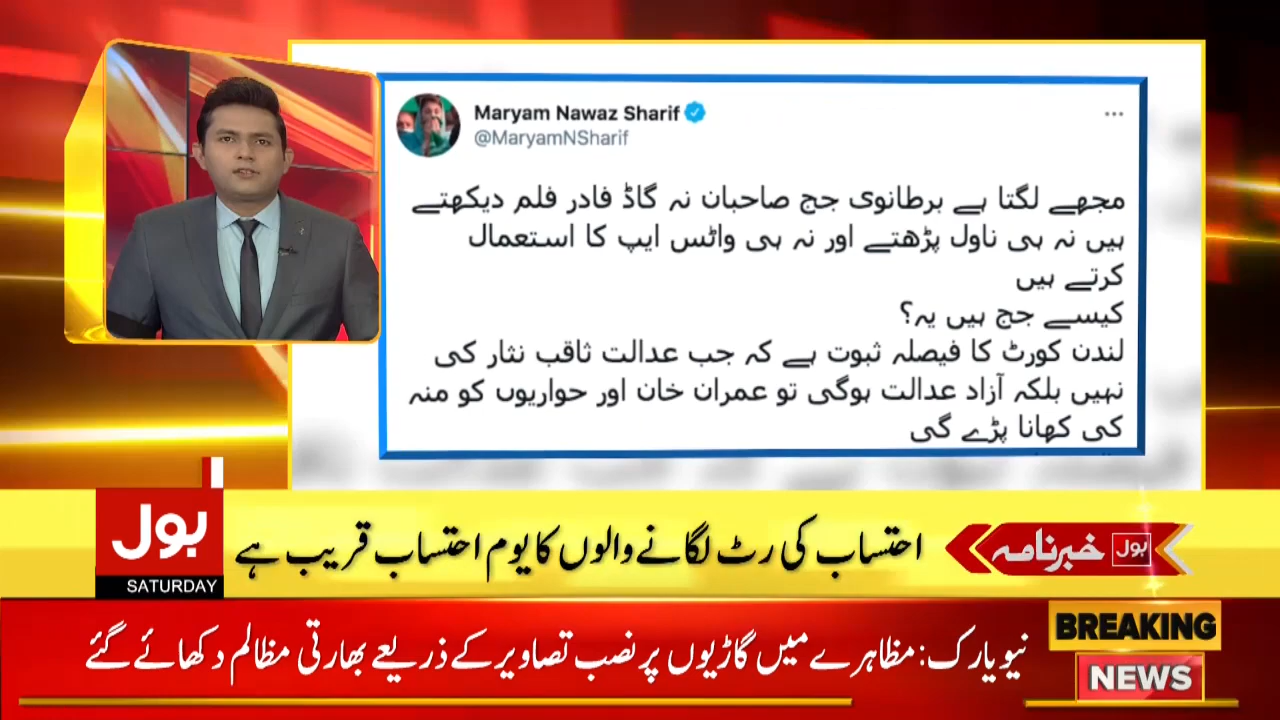 Maryam Nawaz Sharif
@MaryamNSharif
مجھے لگتا ہے برطانوی جج صاحبان نہ گاڈ فادر فلم دیکھتے
ہیں نہ ہی ناول پڑھتے اور نہ ہی واٹس ایپ کا استعمال
کرتے ہیں
کیسے جج ہیں یہ؟
لندن کورٹ کا فیصلہ ثبوت ہے کہ جب عدالت ثاقب نثار کی
نہیں بلکہ آزاد عدالت ہوگی تو عمران خان اور حواریوں کو منہ
کی کھانا پڑے گی
بول خبرنامہ
احتساب کی رٹ لگانے والوں کا یوم احتساب قریب ہے
بول
SATURDAY
BREAKING
NEWS
نیویارک: مظاہرے میں گاڑیوں پر نصب تصاویر کے ذریعے بھارتی مظالم دکھائے گئے